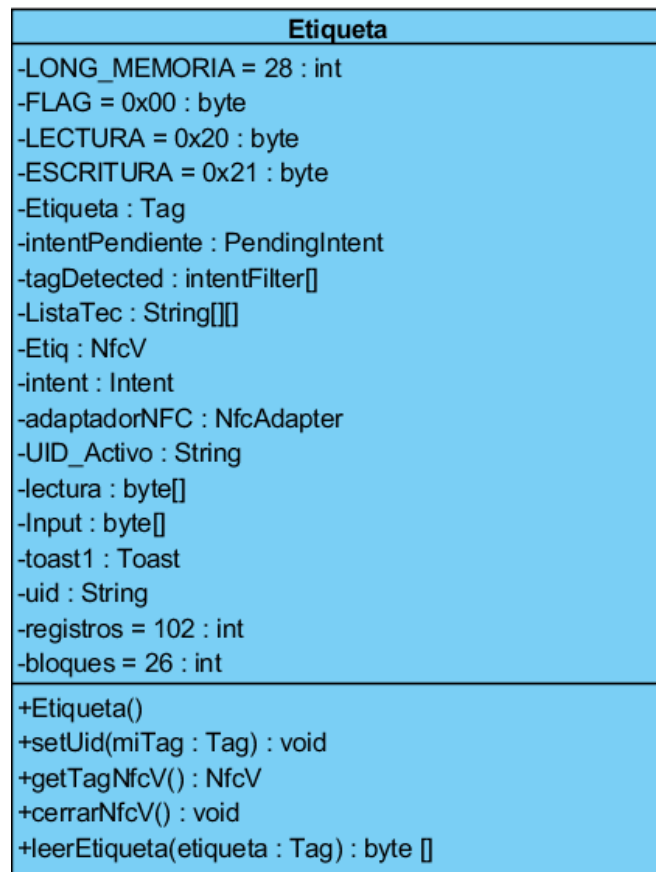 Etiqueta
-LONG_MEMORIA = 28 : int
-FLAG = 0x00 : byte
-LECTURA = 0x20 : byte
-ESCRITURA = 0x21 : byte
-Etiqueta : Tag
-intentPendiente : PendingIntent
-tagDetected : intentFilter[]
-ListaTec : String[][]
-Etiq : NfcV
-intent : Intent
-adaptadorNFC : NfcAdapter
-UID_Activo : String
-lectura : byte[]
-Input : byte[]
-toast1 : Toast
-uid : String
-registros = 102 : int
-bloques = 26 : int
+Etiqueta()
+setUid(miTag : Tag) : void
+getTagNfcV() : NfcV
+cerrarNfcV() : void
+leerEtiqueta(etiqueta : Tag) : byte []